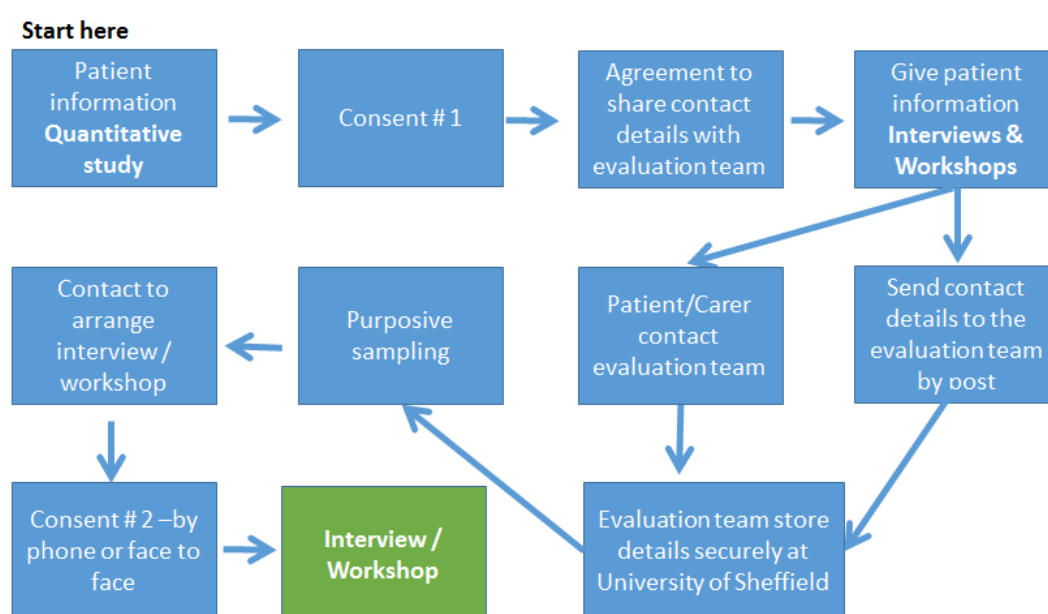 Start here
Patient
information
Quantitative
study
Consent # 1
Agreement to
share contact
details with
evaluation team
Give patient
information
Interviews &
Workshops
Contact to
arrange
interview /
workshop
Purposive
sampling
Patient/Carer
contact
evaluation team
Send contact
details to the
evaluation team
by post
Consent # 2 –by
phone or face to
face
Interview /
Workshop
Evaluation team store
details securely at
University of Sheffield